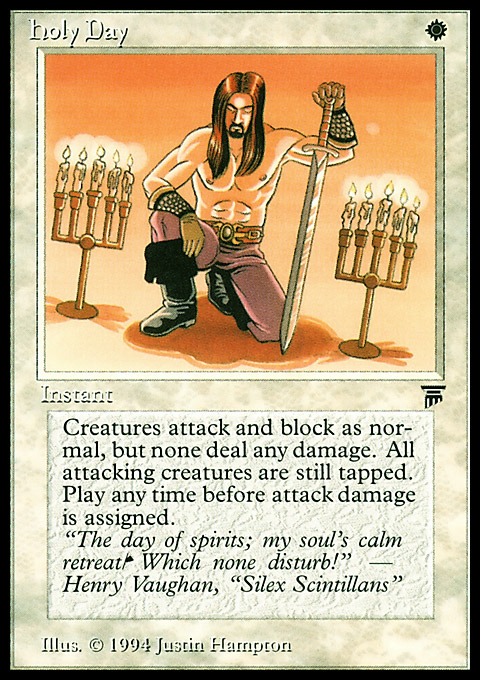 Holy Day
Instant
Creatures attack and block as nor-
mal, but none deal any damage. All
attacking creatures are still tapped.
Play any time before attack damage
is assigned.
“The day of spirits; my soul's calm
retreat! Which none disturb!” —
Henry Vaughan, “Silex Scintillans”
Illus. © 1994 Justin Hampton